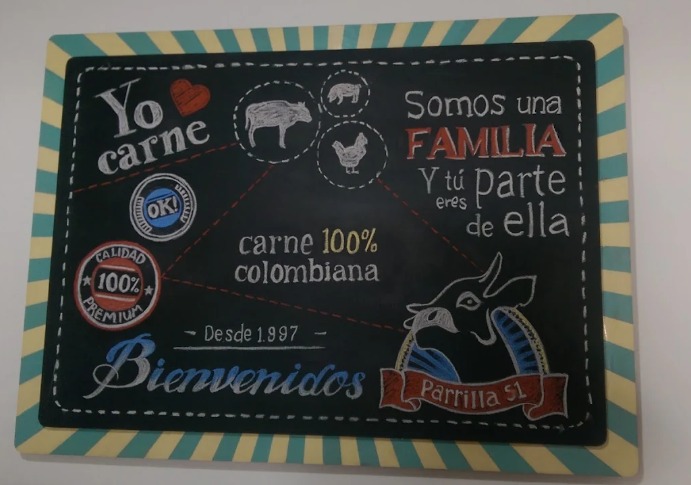 Yo
carne
OK!
CALIDAD
100%
PREMIUM
Somos una
FAMILIA
Y tú eres parte
de ella
carne 100%
colombiana
- Desde 1.997 -
Bienvenidos
Parrilla 51